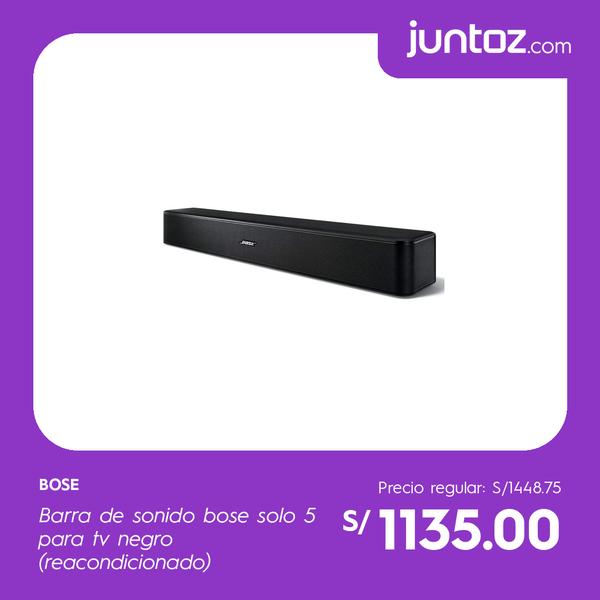 juntoz.com
BOSE
BOSE
Precio regular: S/1448.75
Barra de sonido bose solo 5
para tv negro
(reacondicionado)
S/ 1135.00